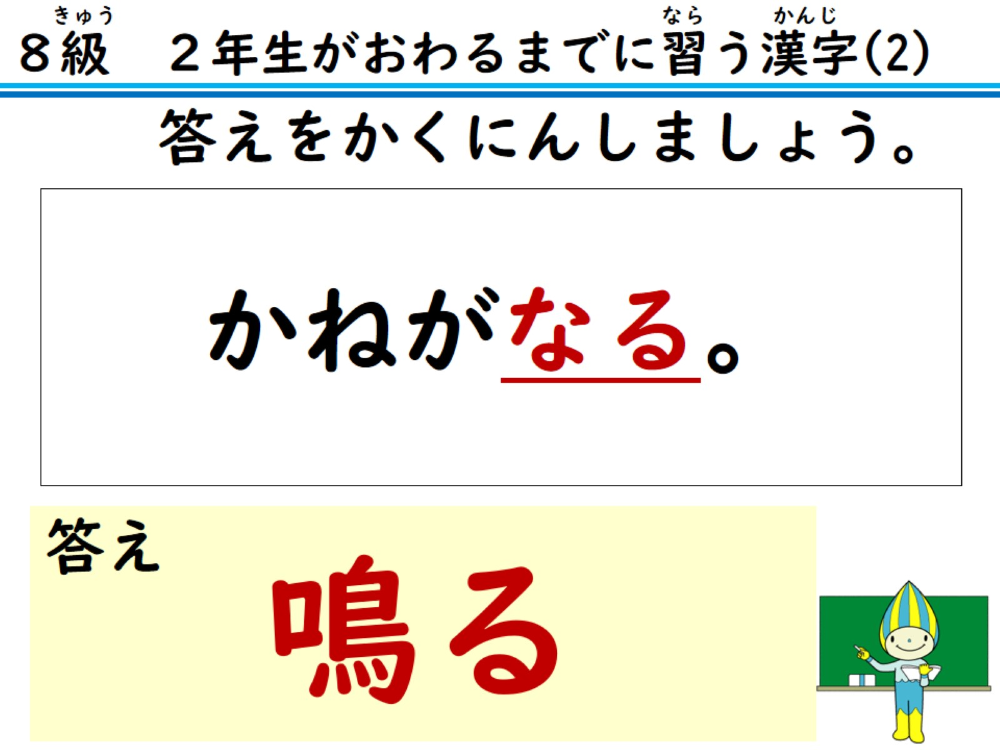 きゅう なら かんじ
８級 ２年生がおわるまでに習う漢字(2)
答えをかくにんしましょう。
かねがなる。
答え
鳴る